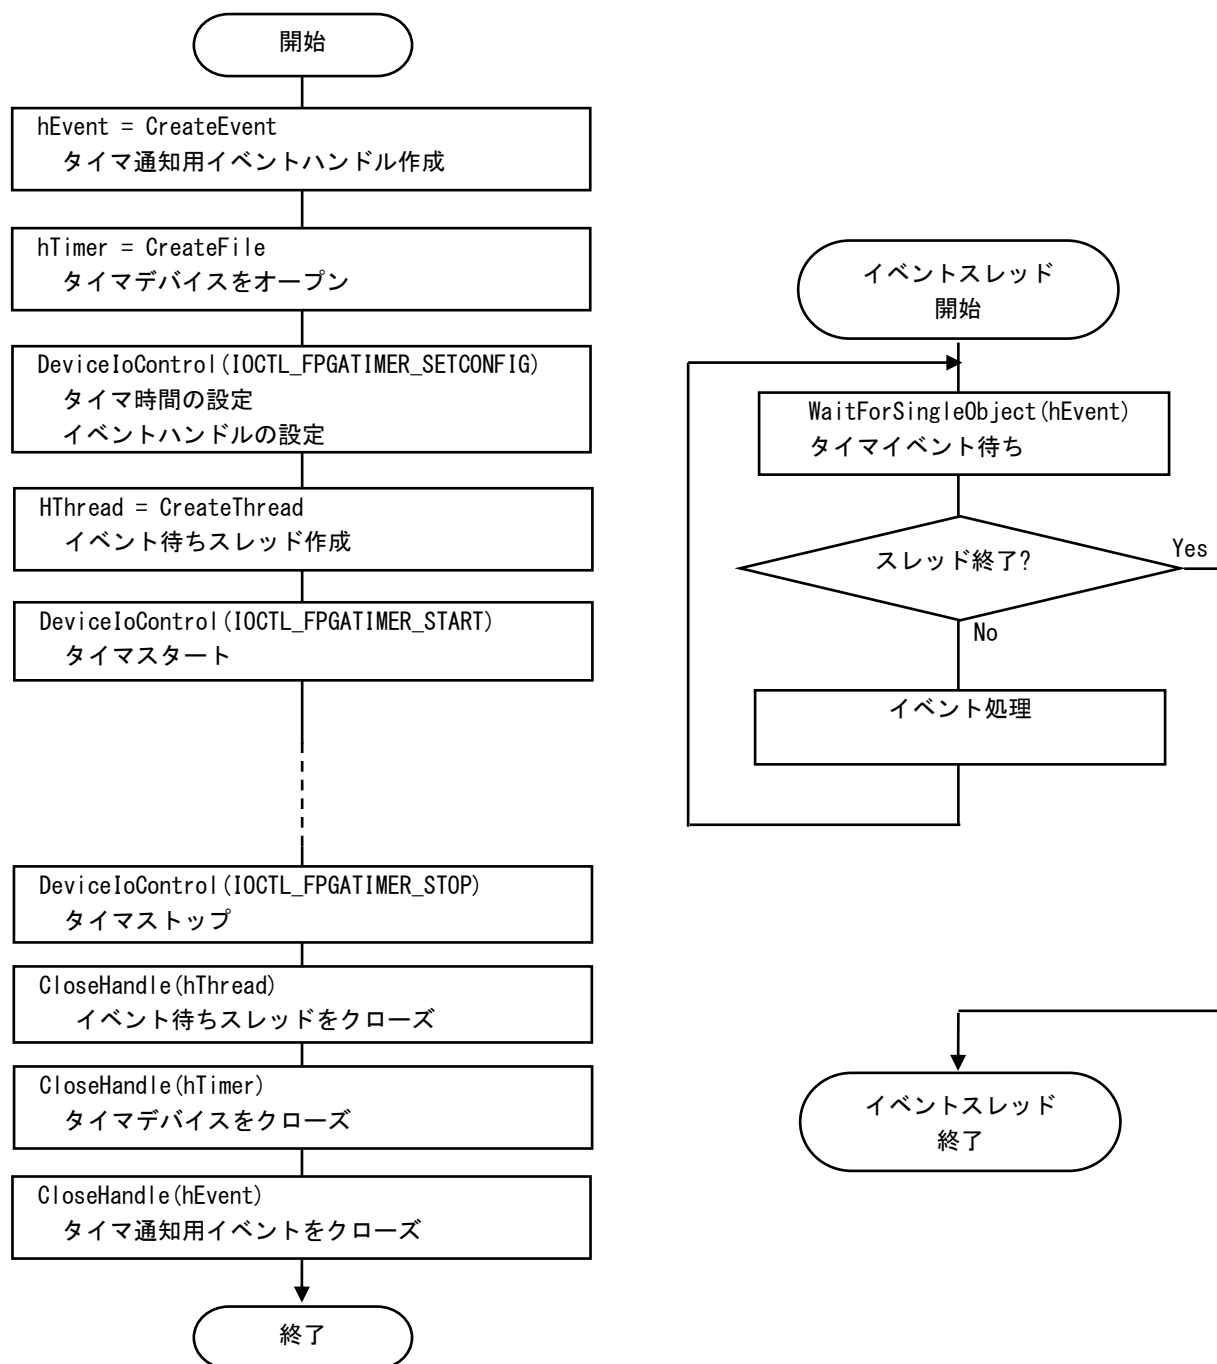 開始
hEvent = CreateEvent
タイマ通知用イベントハンドル作成
hTimer = CreateFile
タイマデバイスをオープン
DeviceIoControl(IOCTL_FPGATIMER_SETCONFIG)
タイマ時間の設定
イベントハンドルの設定
HThread = CreateThread
イベント待ちスレッド作成
DeviceIoControl(IOCTL_FPGATIMER_START)
タイマスタート
DeviceIoControl(IOCTL_FPGATIMER_STOP)
タイマストップ
CloseHandle(hThread)
イベント待ちスレッドをクローズ
CloseHandle(hTimer)
タイマデバイスをクローズ
CloseHandle(hEvent)
タイマ通知用イベントをクローズ
終了
イベントスレッド
開始
WaitForSingleObject(hEvent)
タイマイベント待ち
スレッド終了?
Yes
No
イベント処理
イベントスレッド
終了